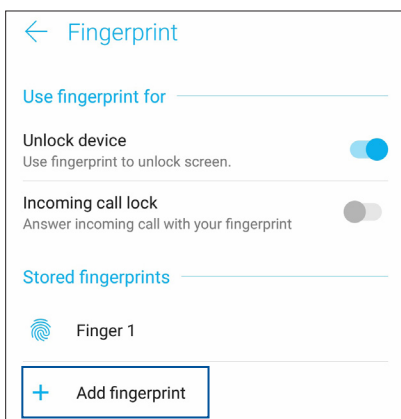 Fingerprint
Use fingerprint for
Unlock device
Use fingerprint to unlock screen.
Incoming call lock
Answer incoming call with your fingerprint
Stored fingerprints
Finger 1
Add fingerprint